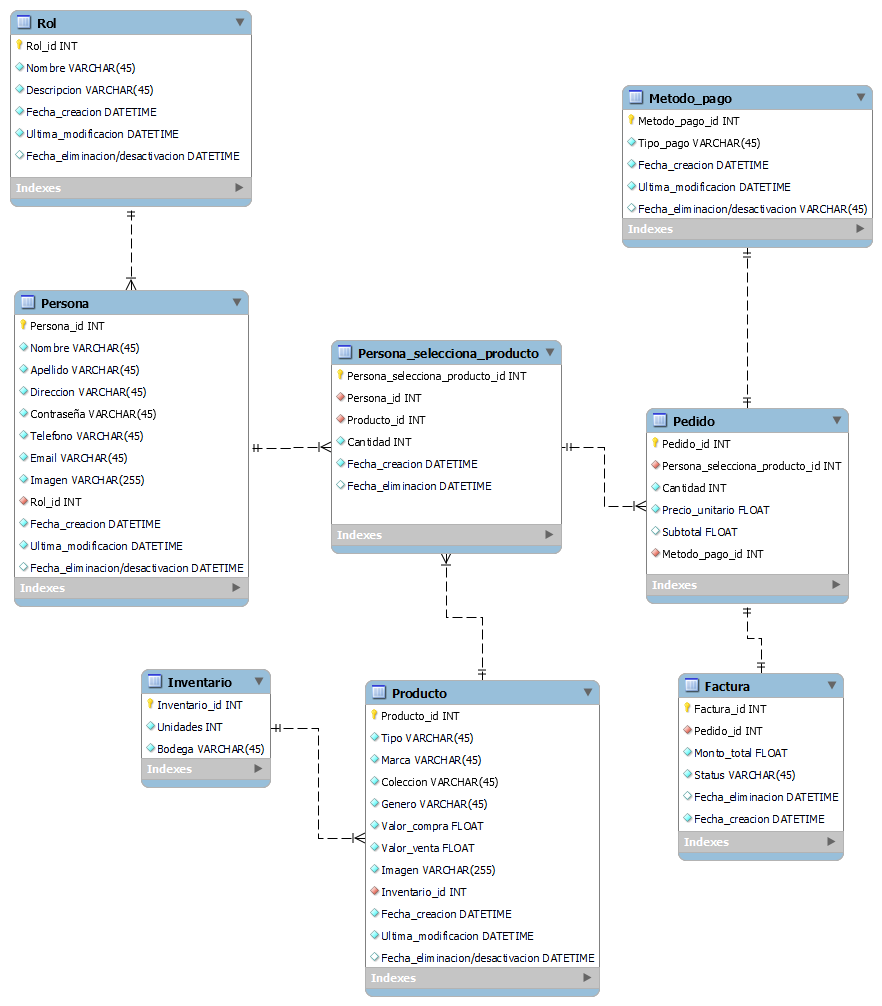 Rol
Rol_id INT
Nombre VARCHAR(45)
Descripcion VARCHAR(45)
Fecha_creacion DATETIME
Ultima_modificacion DATETIME
Fecha_eliminacion/desactivacion DATETIME
Indexes
Metodo_pago
Metodo_pago_id INT
Tipo_pago VARCHAR(45)
Fecha_creacion DATETIME
Ultima_modificacion DATETIME
Fecha_eliminacion/desactivacion VARCHAR(45)
Indexes
Persona
Persona_id INT
Nombre VARCHAR(45)
Apellido VARCHAR(45)
Direccion VARCHAR(45)
Contraseña VARCHAR(45)
Telefono VARCHAR(45)
Email VARCHAR(45)
Imagen VARCHAR(255)
Rol_id INT
Fecha_creacion DATETIME
Ultima_modificacion DATETIME
Fecha_eliminacion/desactivacion DATETIME
Indexes
Persona_selecciona_producto
Persona_selecciona_producto_id INT
Persona_id INT
Producto_id INT
Cantidad INT
Fecha_creacion DATETIME
Fecha_eliminacion DATETIME
Indexes
Pedido
Pedido_id INT
Persona_selecciona_producto_id INT
Cantidad INT
Precio_unitario FLOAT
Subtotal FLOAT
Metodo_pago_id INT
Indexes
Inventario
Inventario_id INT
Unidades INT
Bodega VARCHAR(45)
Indexes
Producto
Producto_id INT
Tipo VARCHAR(45)
Marca VARCHAR(45)
Coleccion VARCHAR(45)
Genero VARCHAR(45)
Valor_compra FLOAT
Valor_venta FLOAT
Imagen VARCHAR(255)
Inventario_id INT
Fecha_creacion DATETIME
Ultima_modificacion DATETIME
Fecha_eliminacion/desactivacion DATETIME
Indexes
Factura
Factura_id INT
Pedido_id INT
Monto_total FLOAT
Status VARCHAR(45)
Fecha_eliminacion DATETIME
Fecha_creacion DATETIME
Indexes